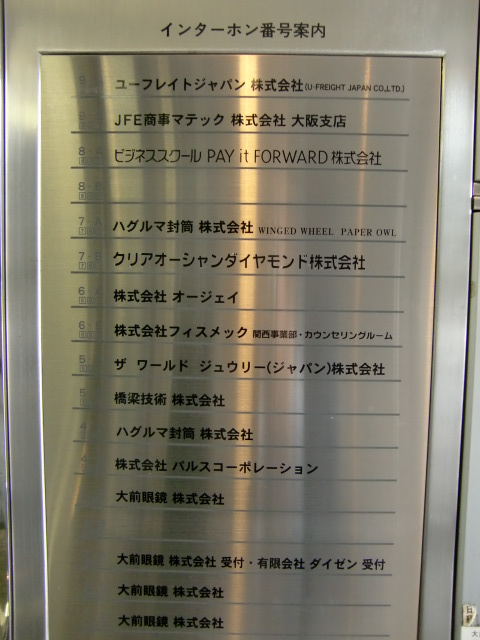 インターホン番号案内
ユーフレイトジャパン 株式会社(U-FREIGHT JAPAN CO.,LTD.)
JFE商事マテック 株式会社 大阪支店
ビジネススクール PAY it FORWARD 株式会社
ハグルマ封筒 株式会社 WINGED WHEEL PAPER OWL
クリアオーシャンダイヤモンド株式会社
株式会社 オージェイ
株式会社フィスメック 関西事業部・カウンセリングルーム
ザ ワールド ジュウリー(ジャパン)株式会社
橋梁技術 株式会社
ハグルマ封筒 株式会社
株式会社 パルスコーポレーション
大前眼鏡 株式会社
大前眼鏡 株式会社 受付・有限会社 ダイゼン 受付
大前眼鏡 株式会社
大前眼鏡 株式会社